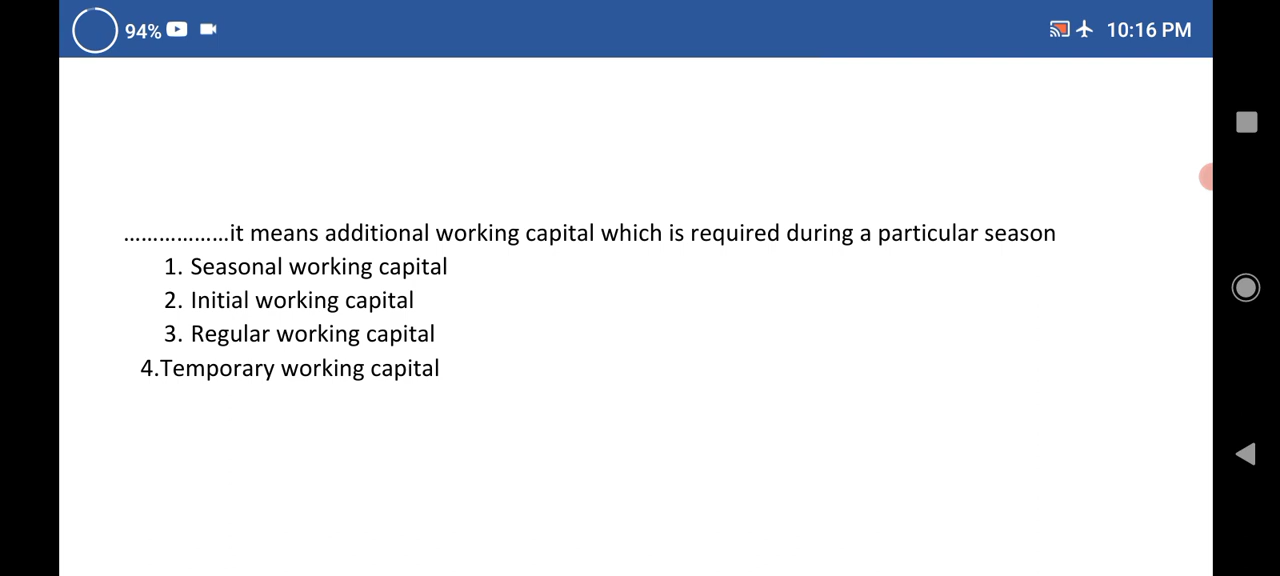 94% 10:16 PM
..................it means additional working capital which is required during a particular season
1. Seasonal working capital
2. Initial working capital
3. Regular working capital
4.Temporary working capital